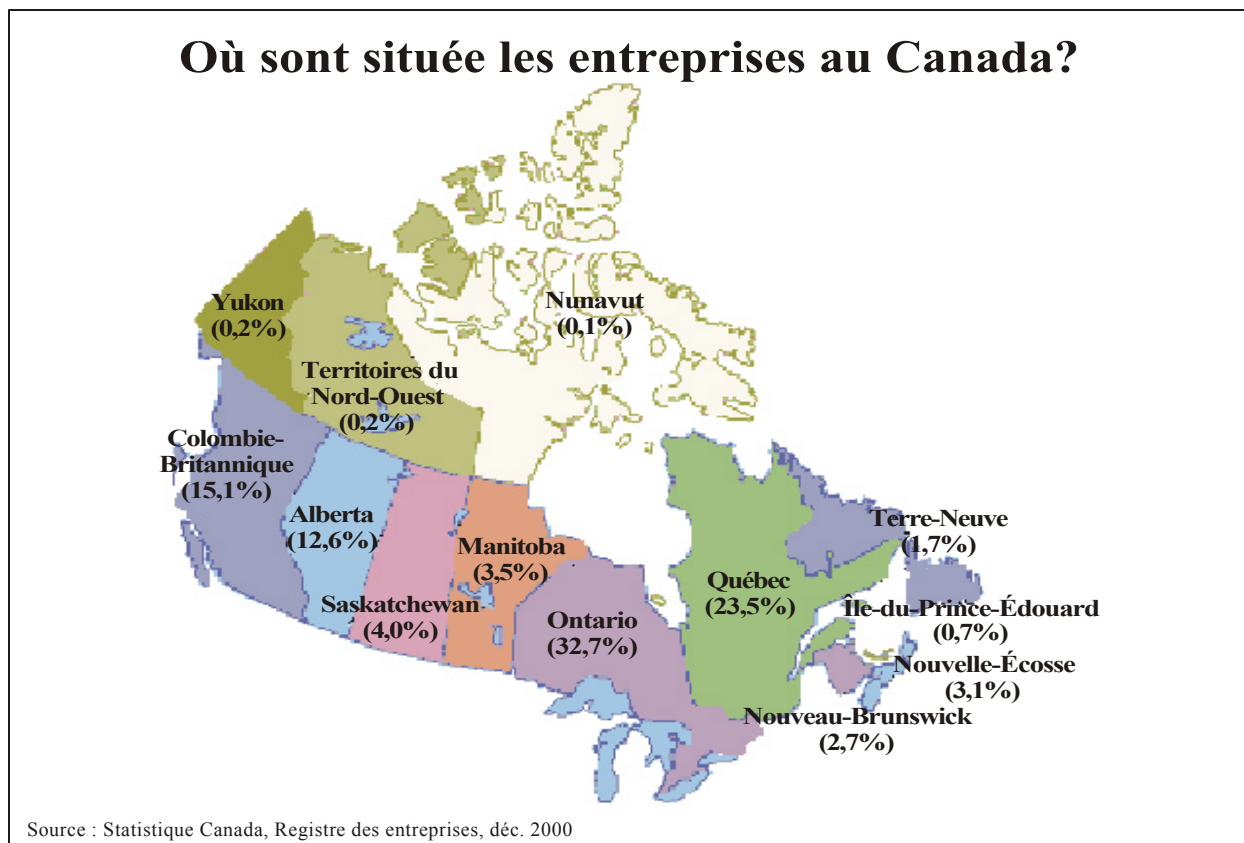 Où sont située les entreprises au Canada?
Yukon
(0,2%)
Nunavut
(0,1%)
Territoires du
Nord-Ouest
(0,2%)
Colombie-
Britannique
(15,1%)
Alberta
(12,6%)
Saskatchewan
(4,0%)
Manitoba
(3,5%)
Ontario
(32,7%)
Québec
(23,5%)
Terre-Neuve
(1,7%)
Île-du-Prince-Édouard
(0,7%)
Nouvelle-Écosse
(3,1%)
Nouveau-Brunswick
(2,7%)
Source : Statistique Canada, Registre des entreprises, déc. 2000